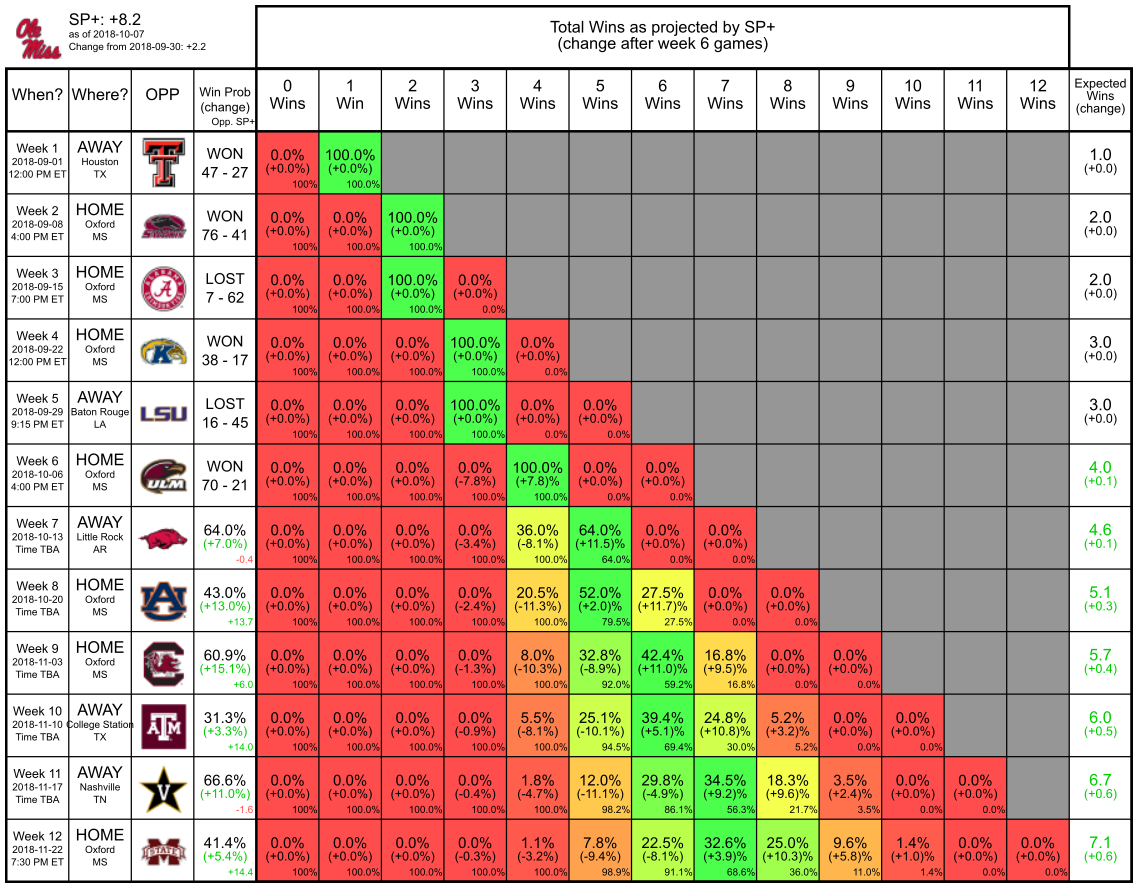 Ole
Miss
SP+: +8.2
as of 2018-10-07
Change from 2018-09-30: +2.2
Total Wins as projected by SP+
(change after week 6 games)
When? Where? OPP Win Prob (change) Opp. SP+ 0 Wins 1 Win 2 Wins 3 Wins 4 Wins 5 Wins 6 Wins 7 Wins 8 Wins 9 Wins 10 Wins 11 Wins 12 Wins Expected Wins (change)
Week 1 AWAY WON 0.0% 100.0% 1.0
2018-09-01 Houston (+0.0%) (+0.0%) (+0.0)
12:00 PM ET TX 47 - 27 100% 100.0%
Week 2 HOME WON 0.0% 0.0% 100.0% 2.0
2018-09-08 Oxford (+0.0%) (+0.0%) (+0.0%) (+0.0)
4:00 PM ET MS 76 - 41 100% 100.0% 100.0%
Week 3 HOME LOST 0.0% 0.0% 100.0% 0.0% 2.0
2018-09-15 Oxford A (+0.0%) (+0.0%) (+0.0%) (+0.0%) (+0.0)
7:00 PM ET MS 7 - 62 100% 100.0% 100.0% 0.0%
Week 4 HOME WON 0.0% 0.0% 0.0% 100.0% 0.0% 3.0
2018-09-22 Oxford K (+0.0%) (+0.0%) (+0.0%) (+0.0%) (+0.0%) (+0.0)
12:00 PM ET MS 38 - 17 100% 100.0% 100.0% 100.0% 0.0%
Week 5 AWAY LOST 0.0% 0.0% 0.0% 100.0% 0.0% 0.0% 3.0
2018-09-29 Baton Rouge LSU (+0.0%) (+0.0%) (+0.0%) (+0.0%) (+0.0%) (+0.0%) (+0.0)
9:15 PM ET LA 16 - 45 100% 100.0% 100.0% 100.0% 0.0% 0.0%
Week 6 HOME WON 0.0% 0.0% 0.0% 0.0% 100.0% 0.0% 0.0% 4.0
2018-10-06 Oxford ULM (+0.0%) (+0.0%) (+0.0%) (-7.8%) (+7.8)% (+0.0%) (+0.0%) (+0.1)
4:00 PM ET MS 70 - 21 100% 100.0% 100.0% 100.0% 100.0% 0.0% 0.0%
Week 7 AWAY 64.0% 0.0% 0.0% 0.0% 0.0% 36.0% 64.0% 0.0% 0.0% 4.6
2018-10-13 Little Rock (+7.0%) (+0.0%) (+0.0%) (+0.0%) (-3.4%) (-8.1%) (+11.5)% (+0.0%) (+0.0%) (+0.1)
Time TBA AR -0.4 100% 100.0% 100.0% 100.0% 100.0% 64.0% 0.0% 0.0%
Week 8 HOME 43.0% 0.0% 0.0% 0.0% 0.0% 20.5% 52.0% 27.5% 0.0% 0.0% 5.1
2018-10-20 Oxford AU (+13.0%) (+0.0%) (+0.0%) (+0.0%) (-2.4%) (-11.3%) (+2.0)% (+11.7)% (+0.0%) (+0.0%) (+0.3)
Time TBA MS +13.7 100% 100.0% 100.0% 100.0% 100.0% 79.5% 27.5% 0.0% 0.0%
Week 9 HOME 60.9% 0.0% 0.0% 0.0% 0.0% 8.0% 32.8% 42.4% 16.8% 0.0% 0.0% 5.7
2018-11-03 Oxford (+15.1%) (+0.0%) (+0.0%) (+0.0%) (-1.3%) (-10.3%) (-8.9%) (+11.0)% (+9.5)% (+0.0%) (+0.0%) (+0.4)
Time TBA MS +6.0 100% 100.0% 100.0% 100.0% 100.0% 92.0% 59.2% 16.8% 0.0% 0.0%
Week 10 AWAY 31.3% 0.0% 0.0% 0.0% 0.0% 5.5% 25.1% 39.4% 24.8% 5.2% 0.0% 0.0% 6.0
2018-11-10 College Station ATM (+3.3%) (+0.0%) (+0.0%) (+0.0%) (-0.9%) (-8.1%) (-10.1%) (+5.1)% (+10.8)% (+3.2)% (+0.0%) (+0.0%) (+0.5)
Time TBA TX +14.0 100% 100.0% 100.0% 100.0% 100.0% 94.5% 69.4% 30.0% 5.2% 0.0% 0.0%
Week 11 AWAY 66.6% 0.0% 0.0% 0.0% 0.0% 1.8% 12.0% 29.8% 34.5% 18.3% 3.5% 0.0% 0.0% 6.7
2018-11-17 Nashville V (+11.0%) (+0.0%) (+0.0%) (+0.0%) (-0.4%) (-4.7%) (-11.1%) (-4.9%) (+9.2)% (+9.6)% (+2.4)% (+0.0%) (+0.0%) (+0.6)
Time TBA TN -1.6 100% 100.0% 100.0% 100.0% 100.0% 98.2% 86.1% 56.3% 21.7% 3.5% 0.0% 0.0%
Week 12 HOME 41.4% 0.0% 0.0% 0.0% 0.0% 1.1% 7.8% 22.5% 32.6% 25.0% 9.6% 1.4% 0.0% 0.0% 7.1
2018-11-22 Oxford STATE (+5.4%) (+0.0%) (+0.0%) (+0.0%) (-0.3%) (-3.2%) (-9.4%) (-8.1%) (+3.9)% (+10.3)% (+5.8)% (+1.0)% (+0.0%) (+0.0%) (+0.6)
7:30 PM ET MS +14.4 100% 100.0% 100.0% 100.0% 100.0% 98.9% 91.1% 68.6% 36.0% 11.0% 1.4% 0.0% 0.0%